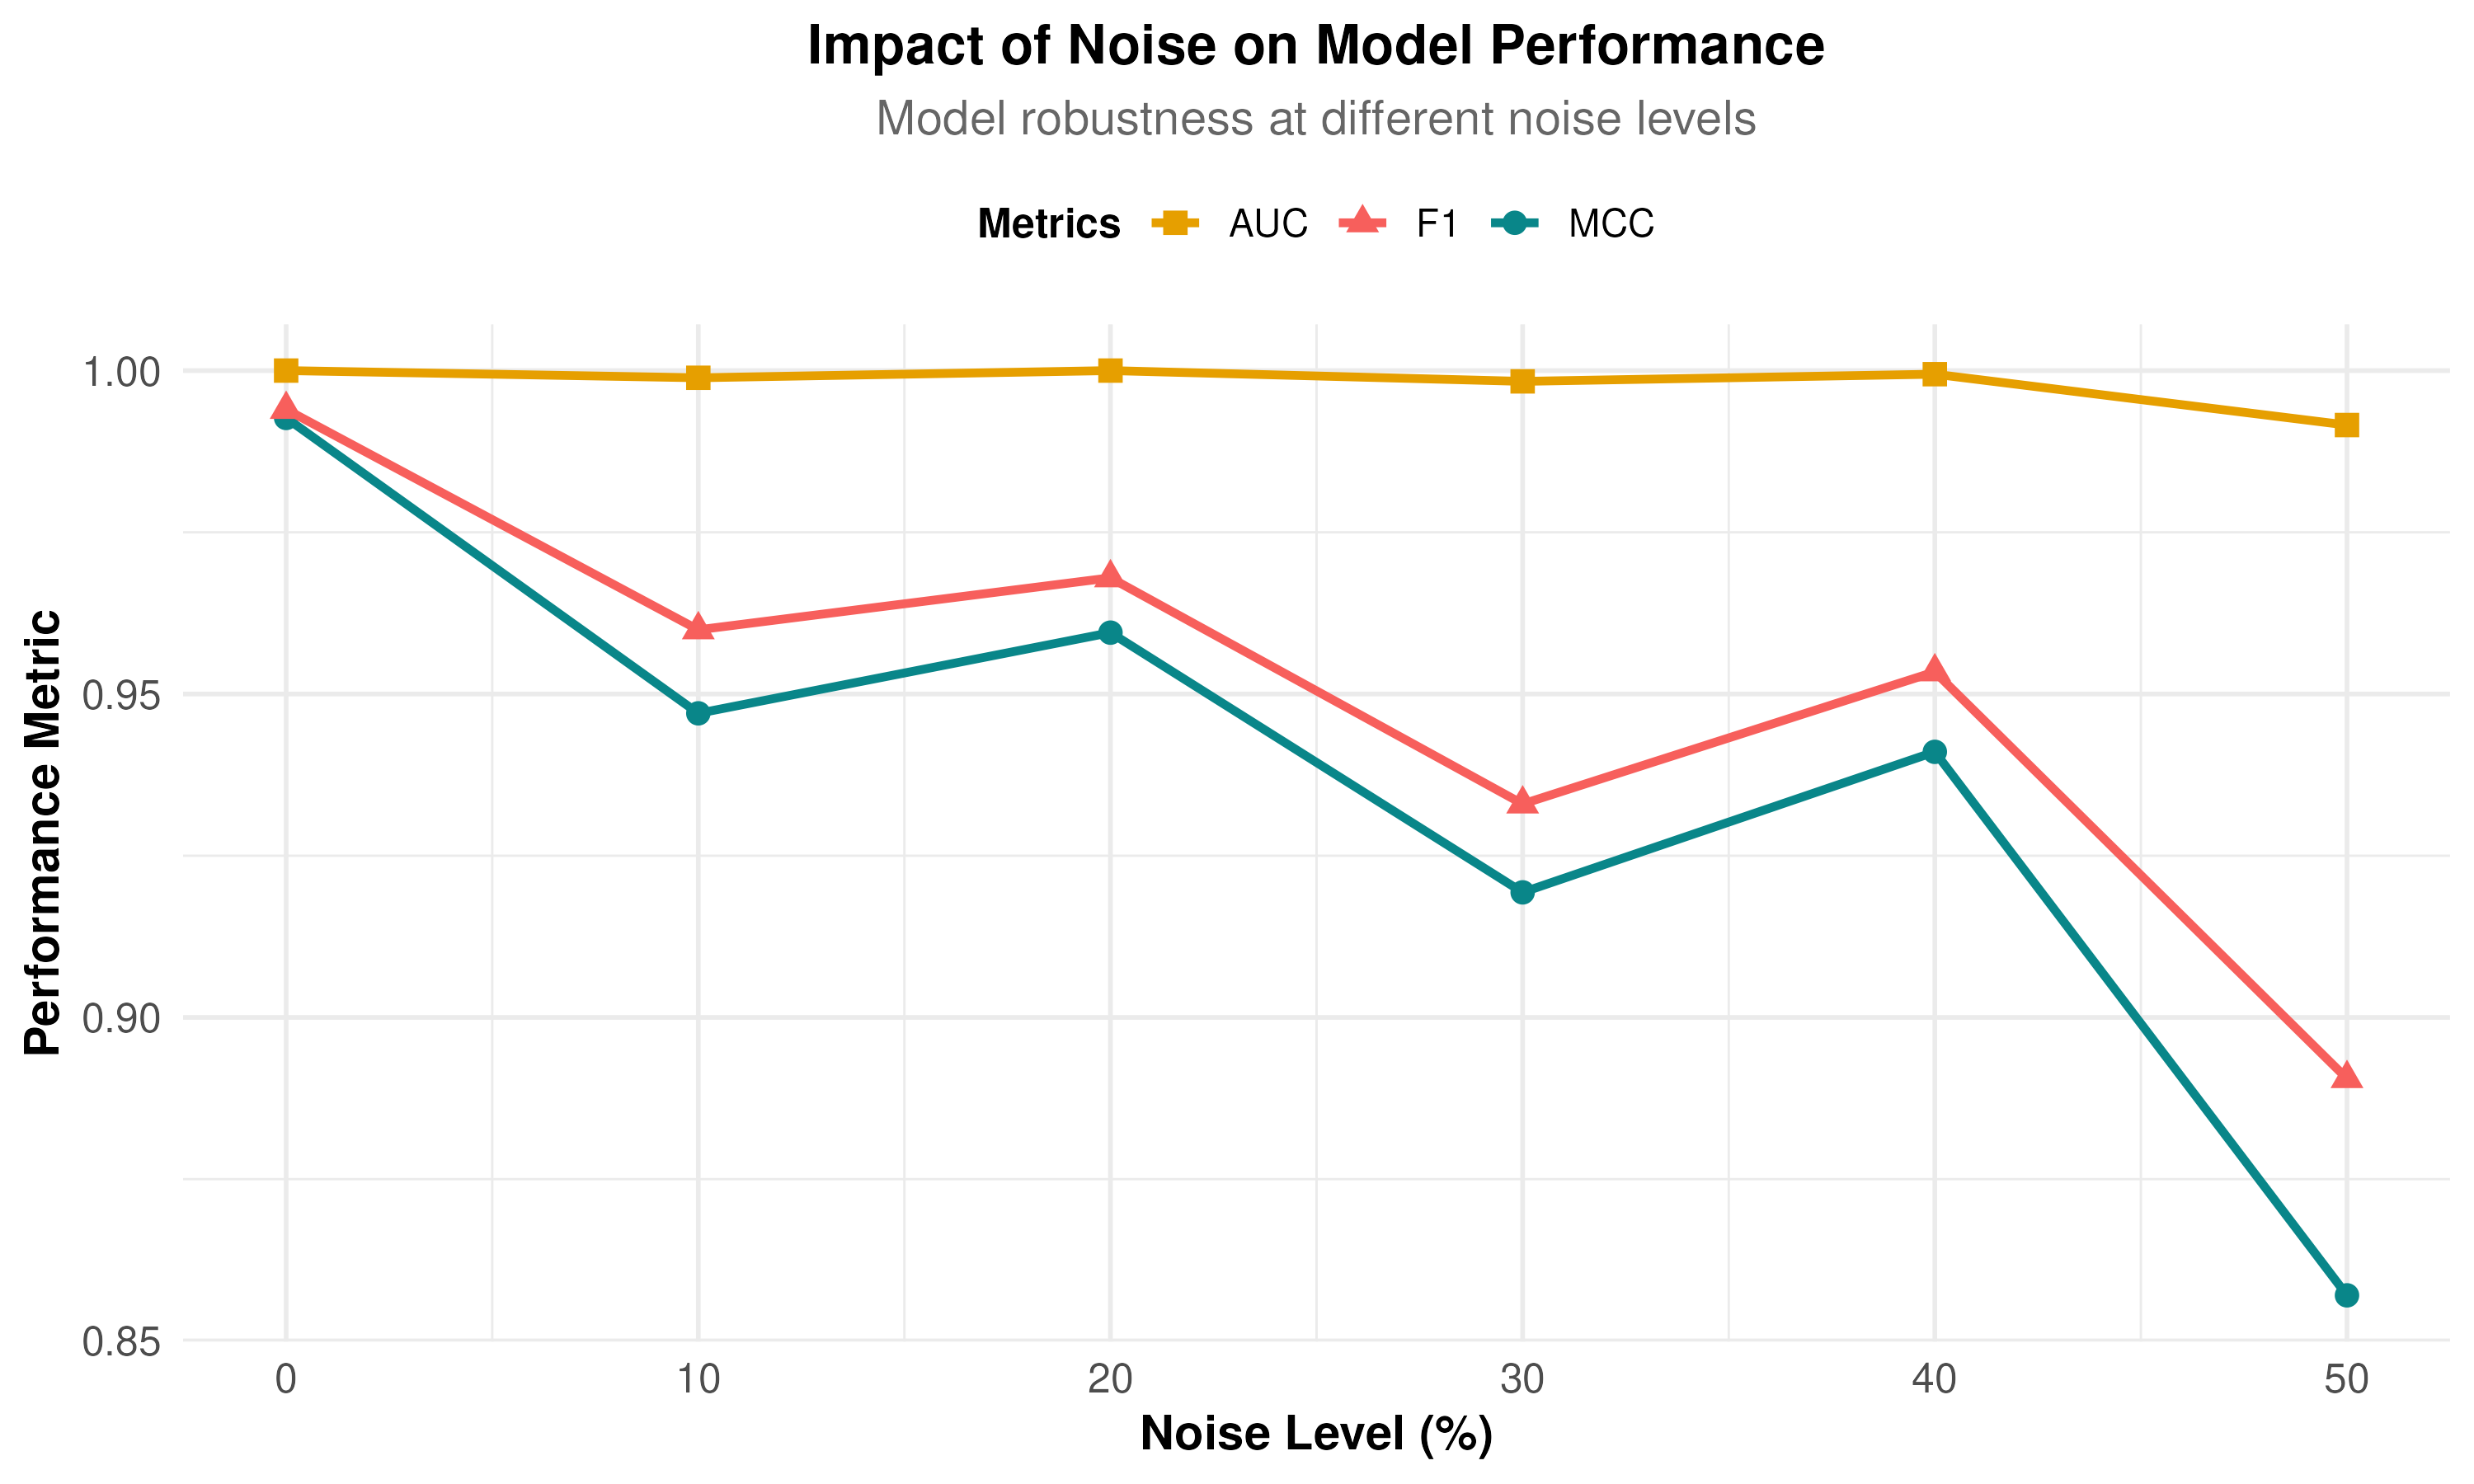 Impact of Noise on Model Performance
Model robustness at different noise levels
Metrics AUC F1 MCC
Performance Metric
1.00
0.95
0.90
0.85
0 10 20 30 40 50
Noise Level (%)